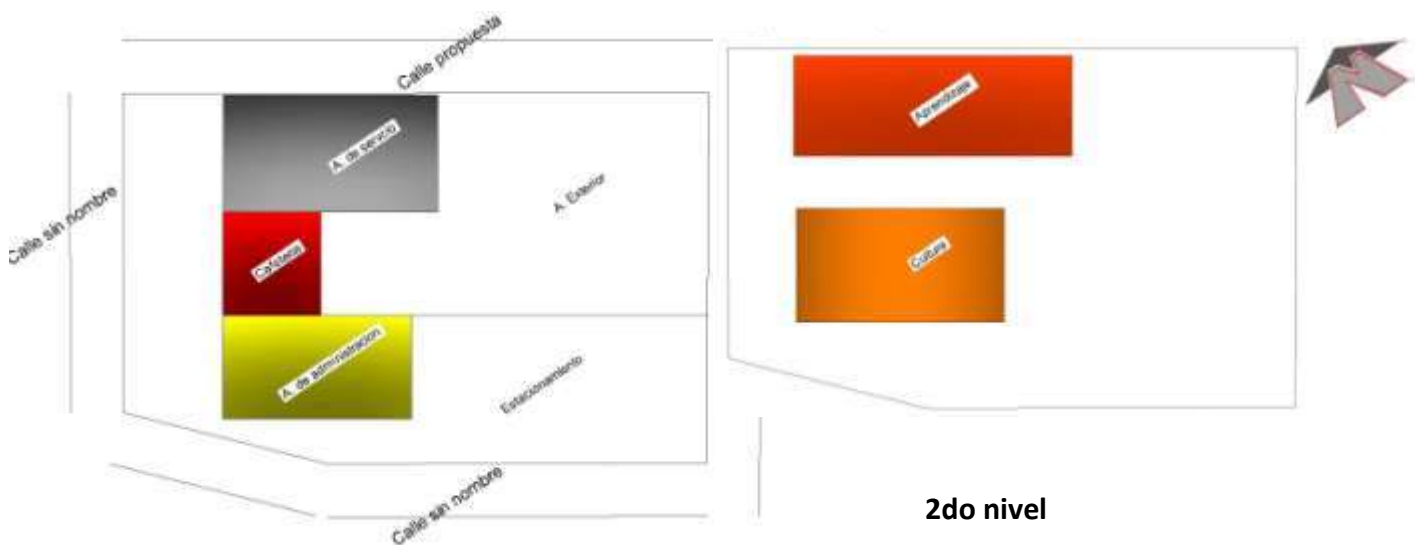 Calle propuesta
A. de servicio
Calle sin nombre
A. Exterior
Cafeteria
A. de administracion
Estacionamiento
Calle sin nombre
Aprendizaje
Cultura
2do nivel